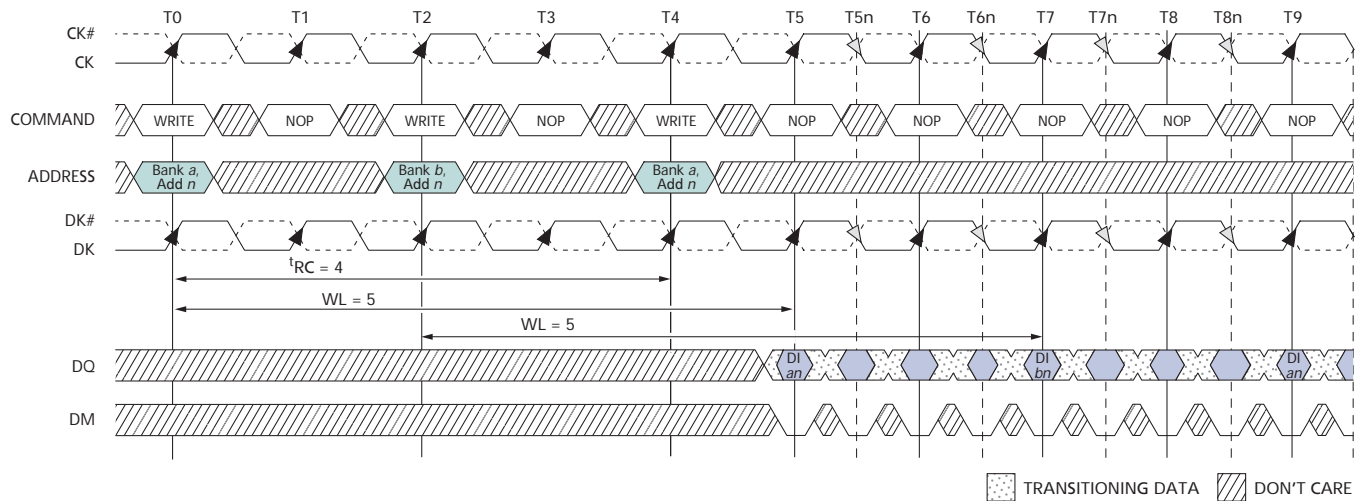 T0 T1 T2 T3 T4 T5 T5n T6 T6n T7 T7n T8 T8n T9
CK#
CK
COMMAND WRITE NOP WRITE NOP WRITE NOP NOP NOP NOP NOP
ADDRESS Bank a, Add n Bank b, Add n Bank a, Add n
DK#
DK
tRC = 4
WL = 5
WL = 5
DQ DI an DI bn DI an
DM
TRANSITIONING DATA DON'T CARE